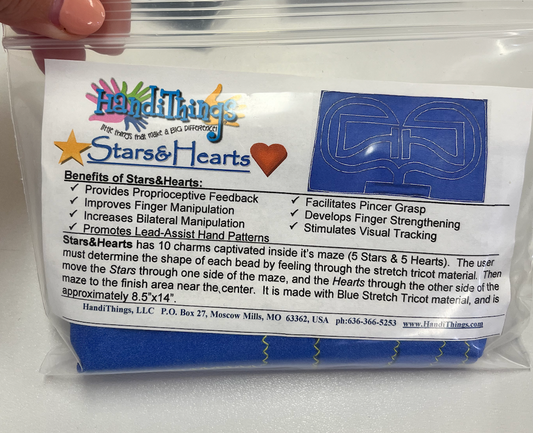 HandiThings
little things that make a BIG DIFFERENCE!
Stars&Hearts
Benefits of Stars&Hearts:
✓ Provides Proprioceptive Feedback
✓ Improves Finger Manipulation
✓ Increases Bilateral Manipulation
✓ Promotes Lead-Assist Hand Patterns
✓ Facilitates Pincer Grasp
✓ Develops Finger Strengthening
✓ Stimulates Visual Tracking
Stars&Hearts has 10 charms captivated inside it's maze (5 Stars & 5 Hearts). The user
must determine the shape of each bead by feeling through the stretch tricot material. Then
move the Stars through one side of the maze, and the Hearts through the other side of the
maze to the finish area near the center. It is made with Blue Stretch Tricot material, and is
approximately 8.5"x14".
HandiThings, LLC P.O. Box 27, Moscow Mills, MO 63362, USA ph:636-366-5253 www.HandiThings.com